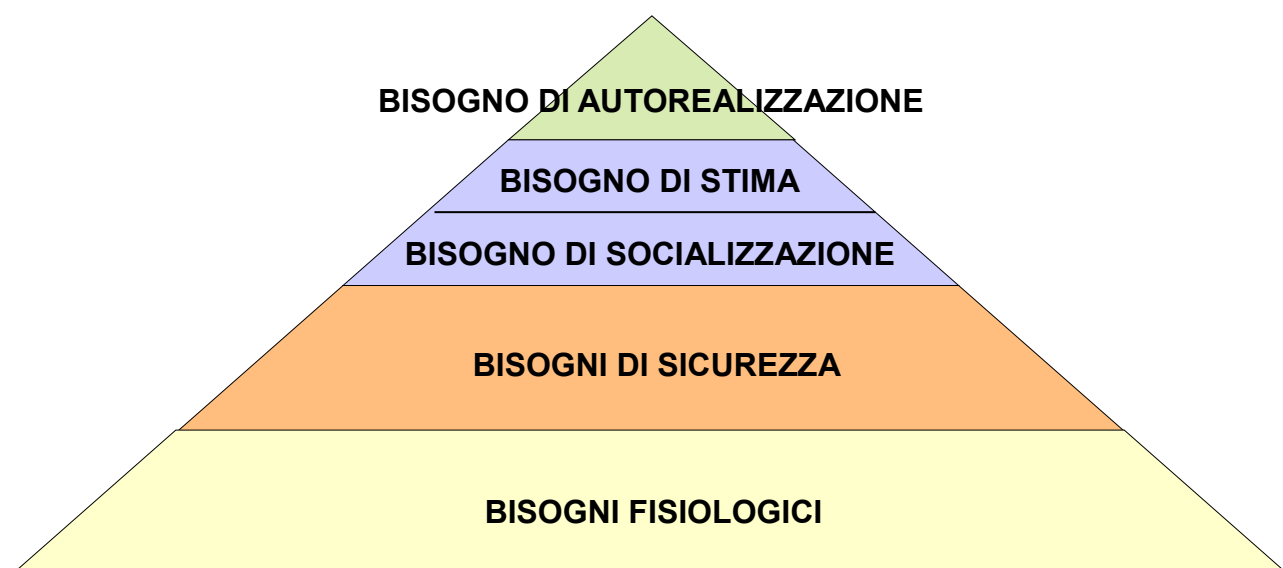 BISOGNO DI AUTOREALIZZAZIONE
BISOGNO DI STIMA
BISOGNO DI SOCIALIZZAZIONE
BISOGNI DI SICUREZZA
BISOGNI FISIOLOGICI